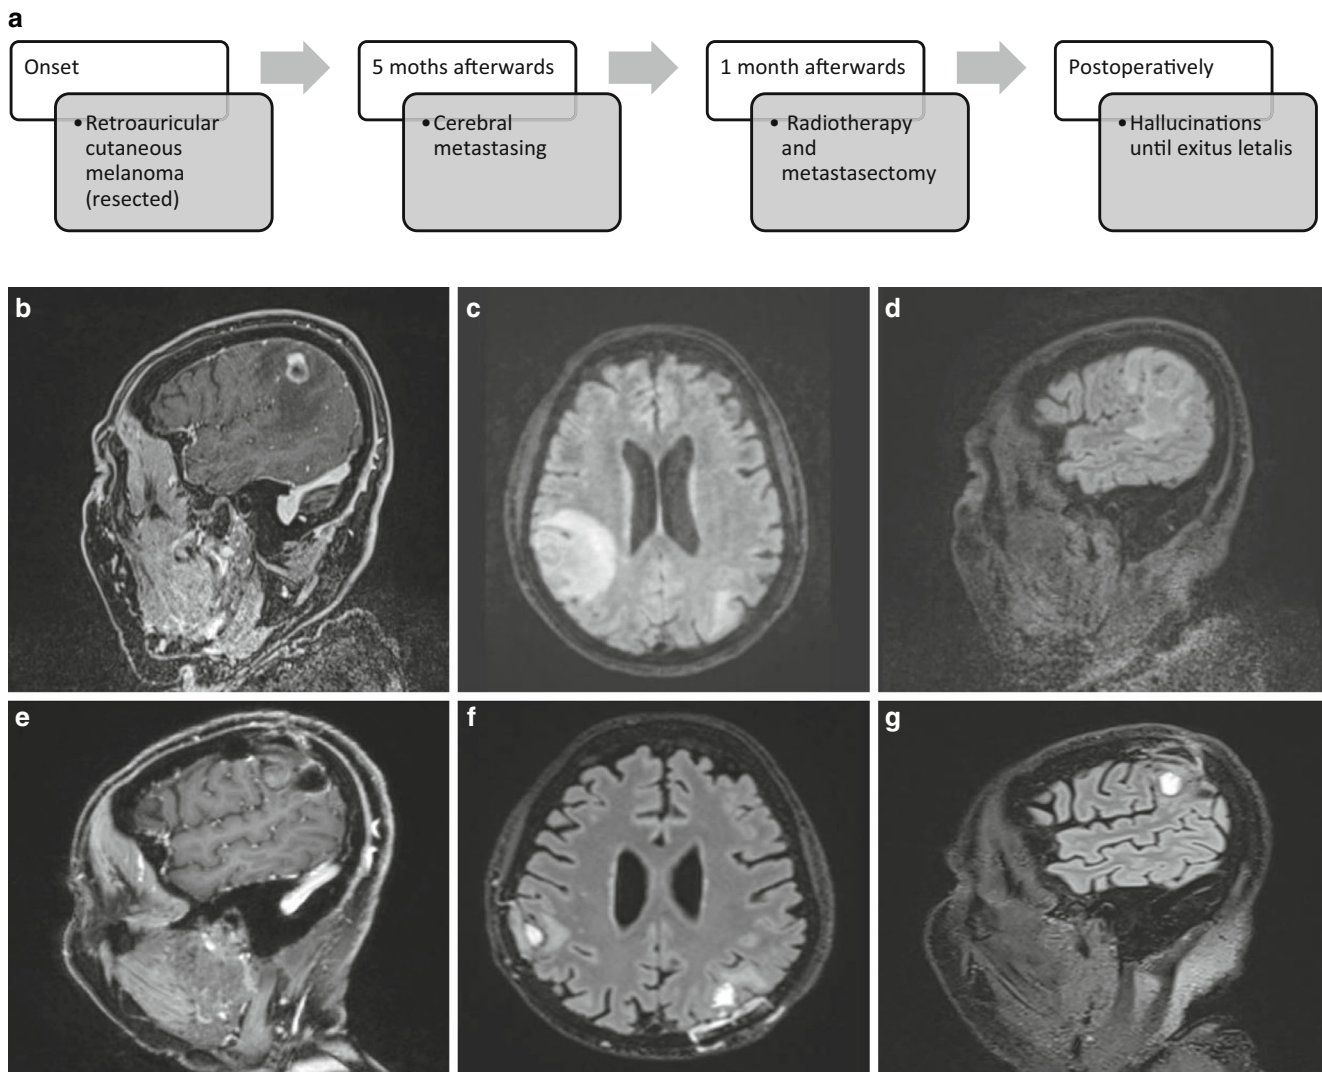 a
Onset
• Retroauricular
cutaneous
melanoma
(resected)
5 moths afterwards
• Cerebral
metastasing
1 month afterwards
• Radiotherapy
and
metastasectomy
Postoperatively
• Hallucinations
until exitus letalis
b
c
d
e
f
g